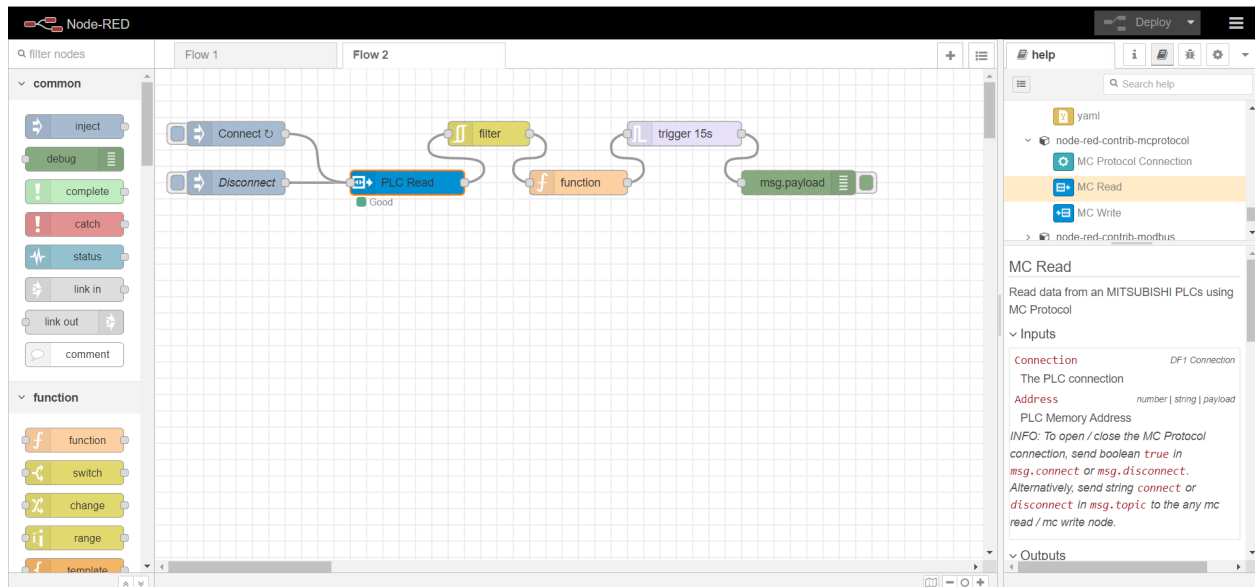 Node-RED
Deploy
filter nodes
Flow 1
Flow 2
help
i
Search help
common
inject
debug
complete
catch
status
link in
link out
comment
function
function
switch
change
range
template
Connect ↻
Disconnect
PLC Read
Good
filter
function
trigger 15s
msg.payload
yaml
node-red-contrib-mcprotocol
MC Protocol Connection
MC Read
MC Write
node-red-contrib-modbus
MC Read
Read data from an MITSUBISHI PLCs using
MC Protocol
Inputs
Connection DF1 Connection
The PLC connection
Address number | string | payload
PLC Memory Address
INFO: To open / close the MC Protocol
connection, send boolean true in
msg.connect or msg.disconnect.
Alternatively, send string connect or
disconnect in msg.topic to the any mc
read / mc write node.
Outputs